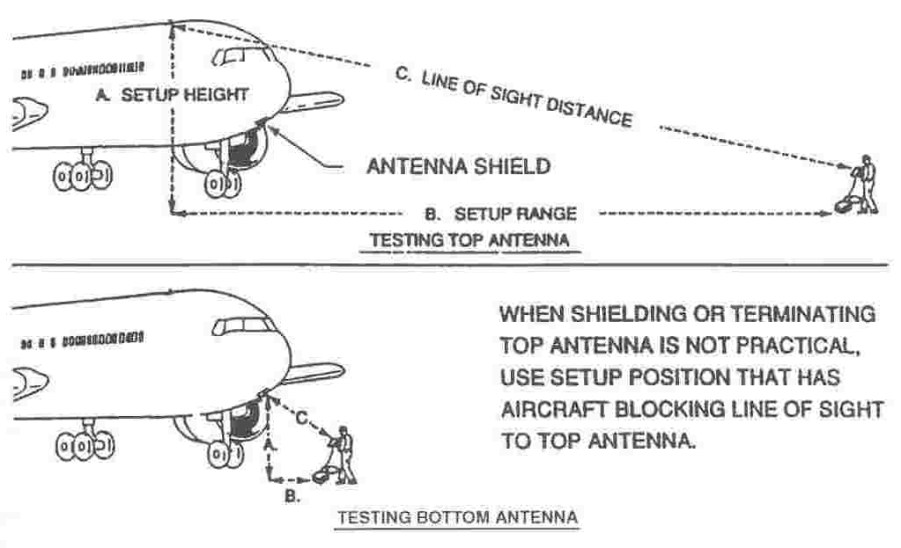 A. SETUP HEIGHT
C. LINE OF SIGHT DISTANCE
ANTENNA SHIELD
B. SETUP RANGE
TESTING TOP ANTENNA
WHEN SHIELDING OR TERMINATING
TOP ANTENNA IS NOT PRACTICAL,
USE SETUP POSITION THAT HAS
AIRCRAFT BLOCKING LINE OF SIGHT
TO TOP ANTENNA.
A.
C
B.
TESTING BOTTOM ANTENNA